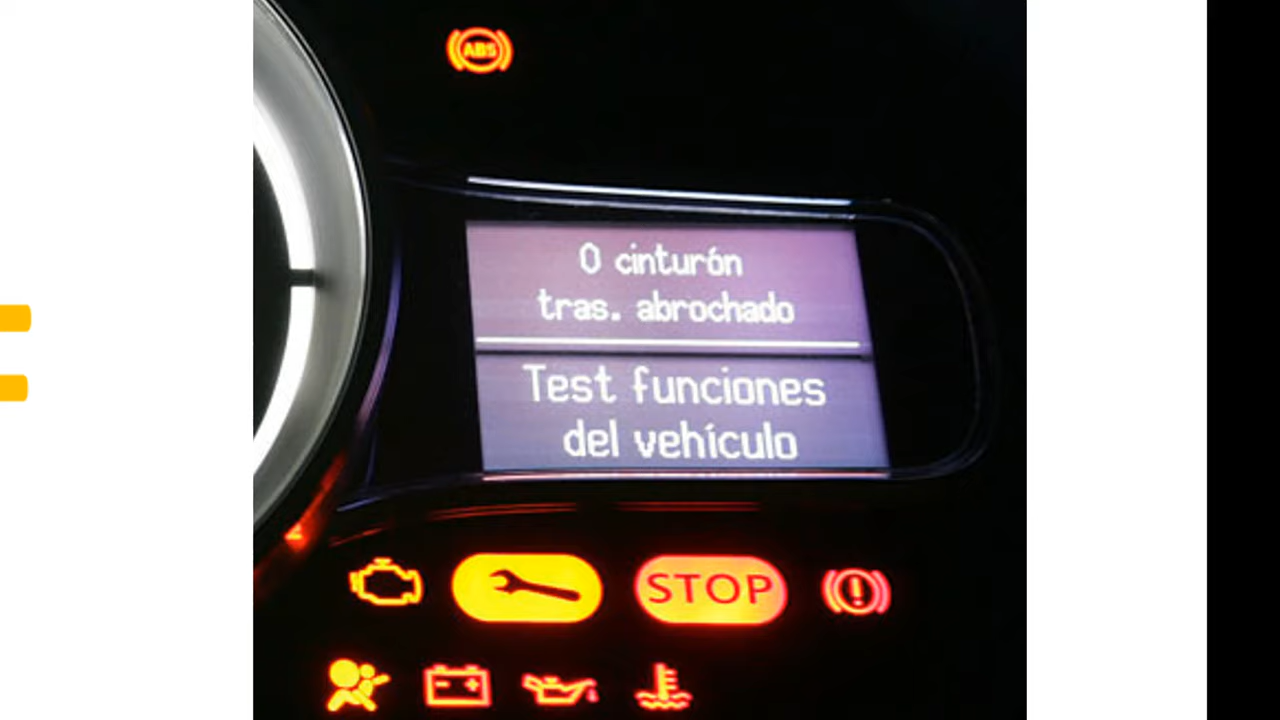 ABS
0 cinturón
tras. abrochado
Test funciones
del vehículo
STOP